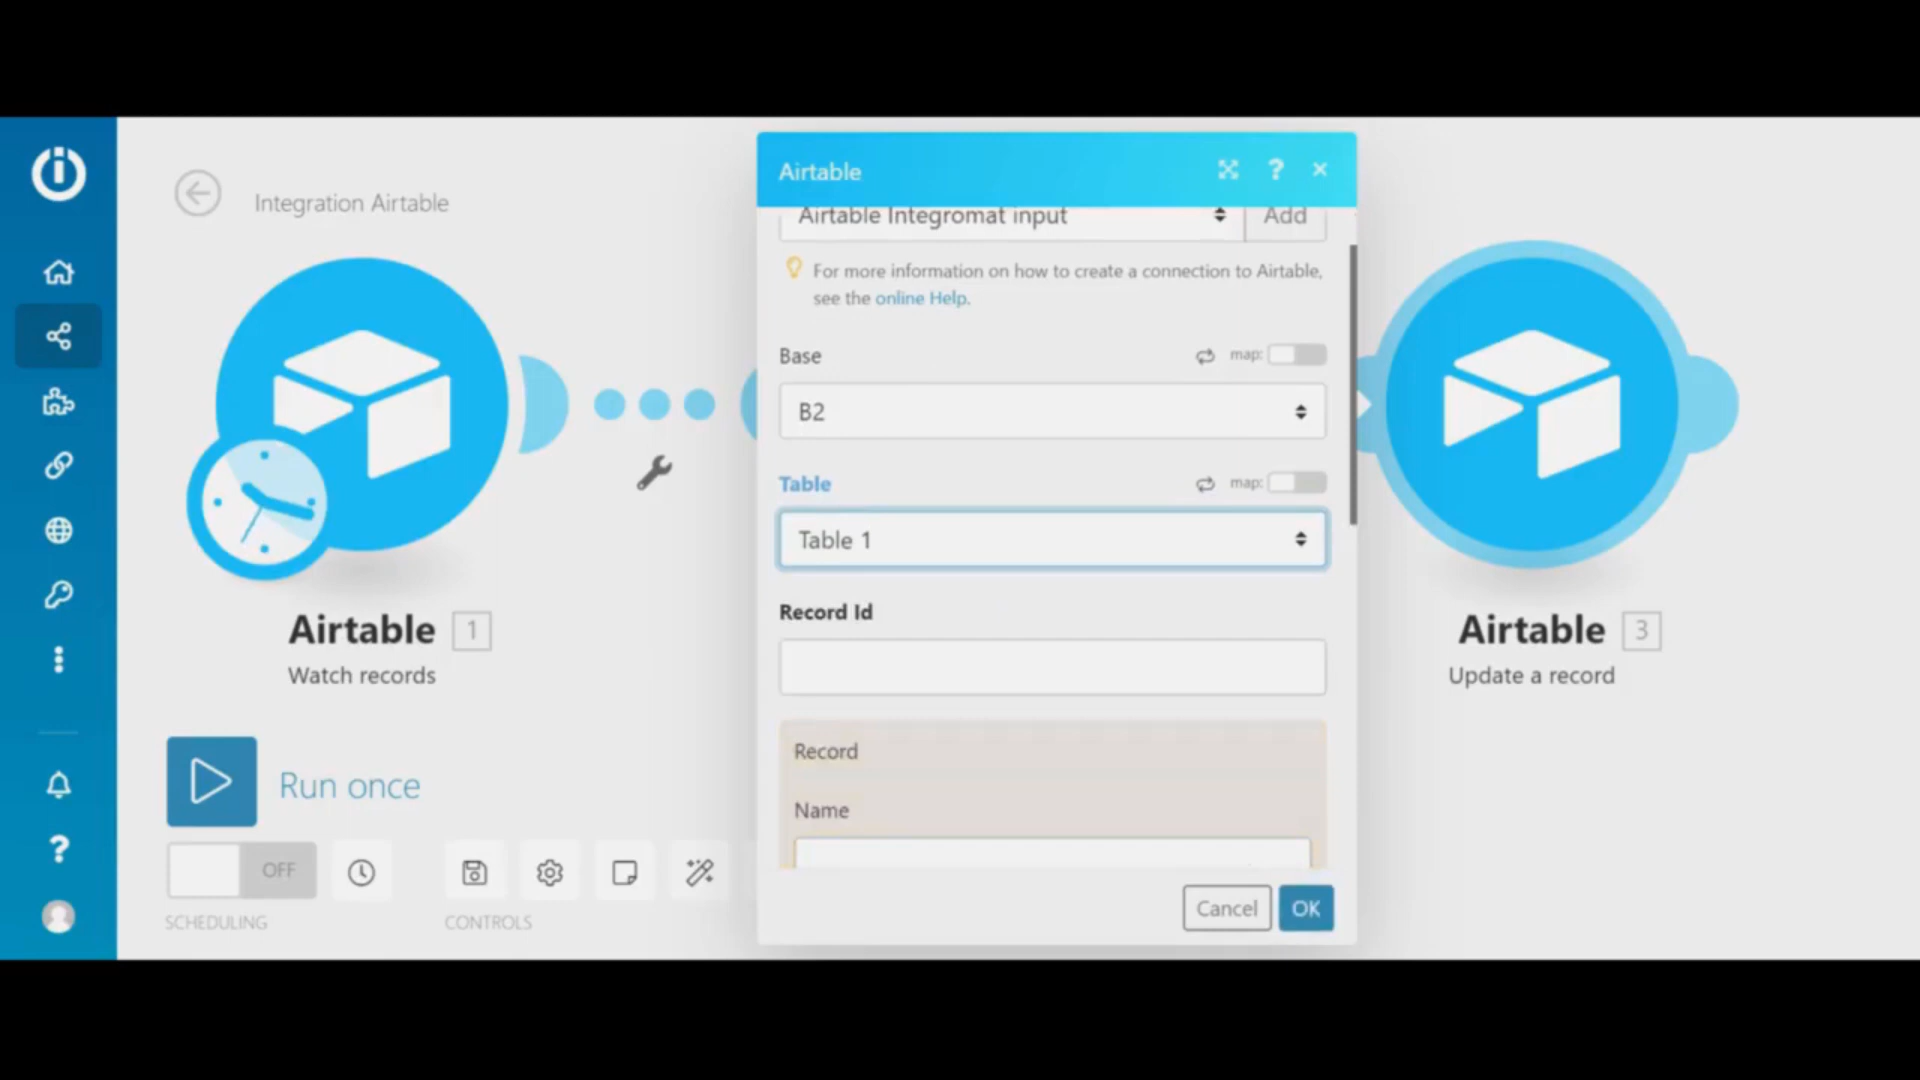 Integration Airtable
Airtable 1
Watch records
Run once
OFF
SCHEDULING
CONTROLS
Airtable ? ×
Airtable Integromat input Add
For more information on how to create a connection to Airtable,
see the online Help.
Base map:
B2
Table map:
Table 1
Record Id
Record
Name
Cancel OK
Airtable 3
Update a record
?